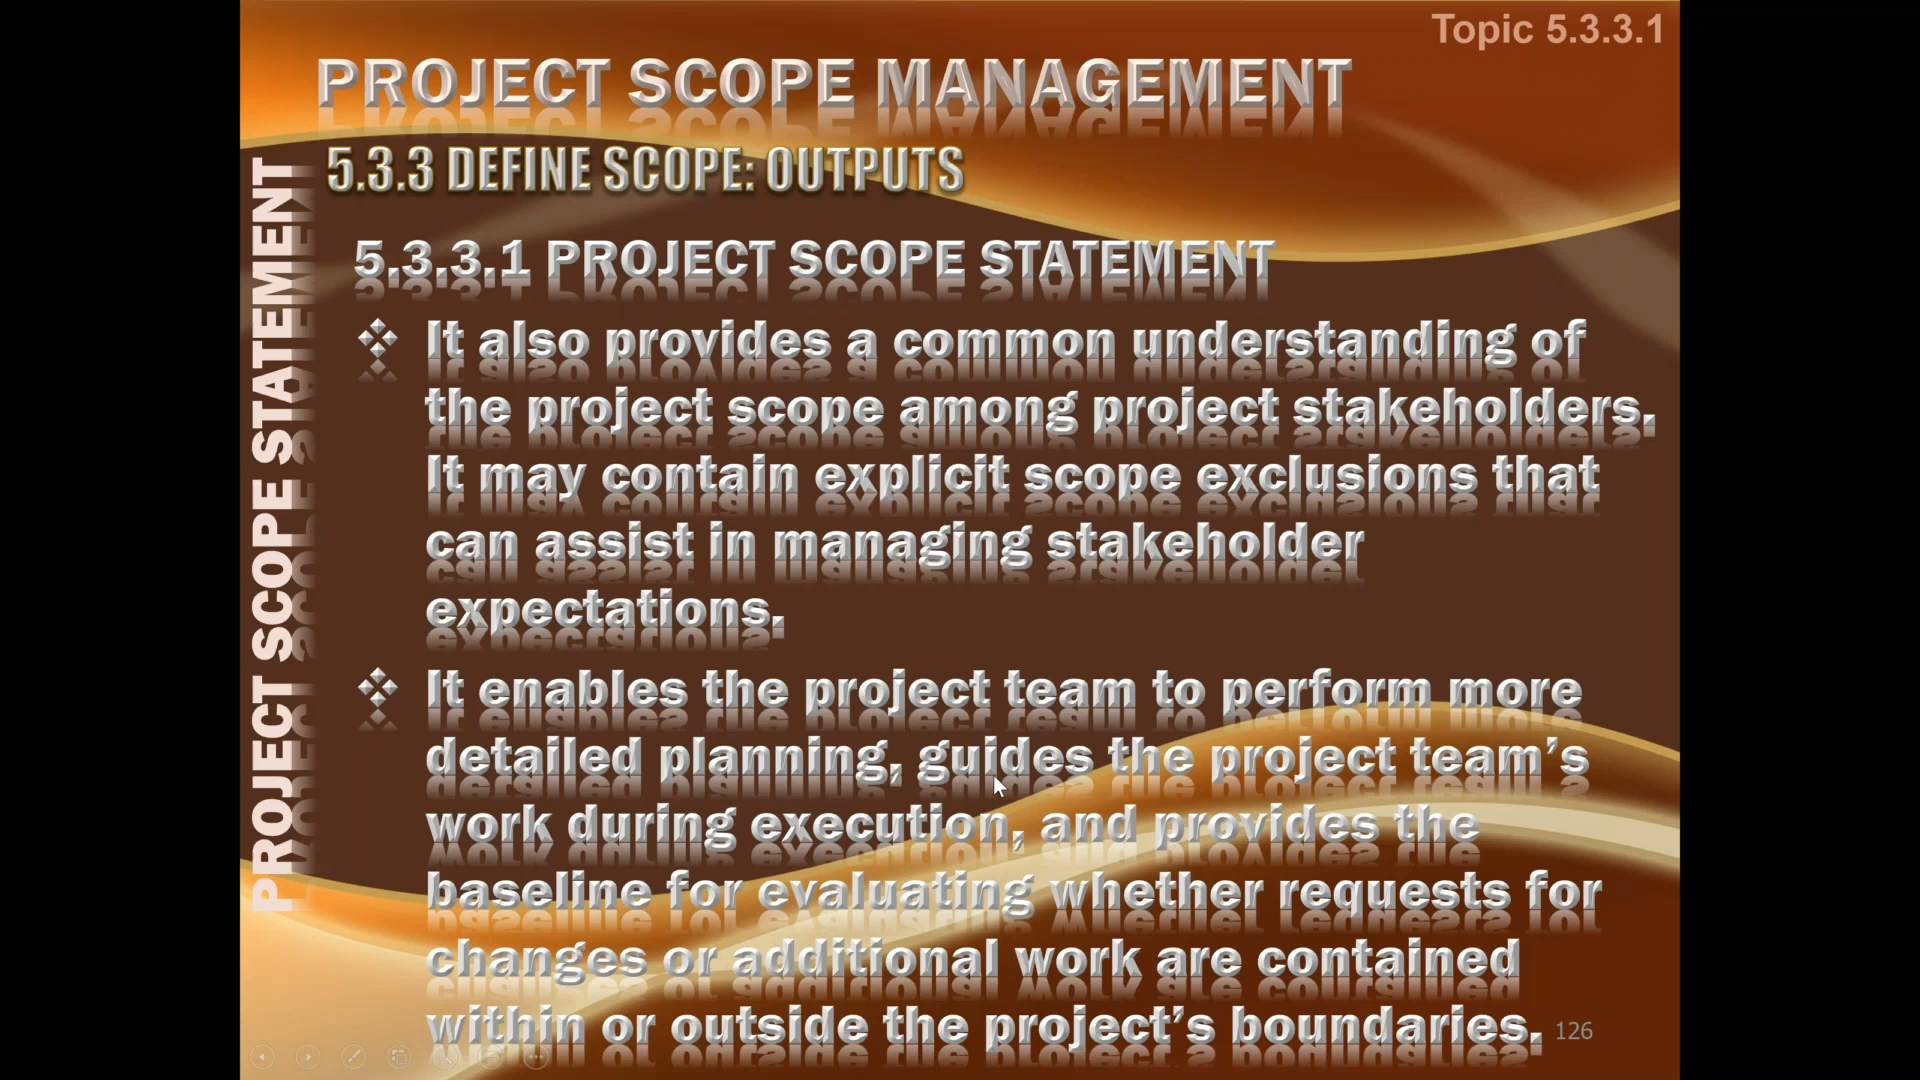 Topic 5.3.3.1
PROJECT SCOPE MANAGEMENT
5.3.3 DEFINE SCOPE: OUTPUTS
PROJECT SCOPE STATEMENT
5.3.3.1 PROJECT SCOPE STATEMENT
It also provides a common understanding of
the project scope among project stakeholders.
It may contain explicit scope exclusions that
can assist in managing stakeholder
expectations.
It enables the project team to perform more
detailed planning, guides the project team’s
work during execution, and provides the
baseline for evaluating whether requests for
changes or additional work are contained
within or outside the project’s boundaries.
126